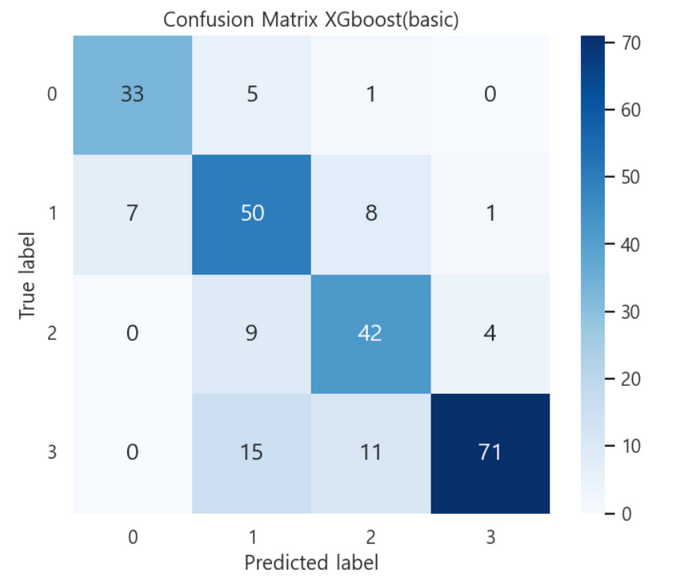 Confusion Matrix XGboost(basic)
0 33 5 1 0
1 7 50 8 1
2 0 9 42 4
3 0 15 11 71
0 1 2 3
Predicted label
True label
70
60
50
40
30
20
10
0